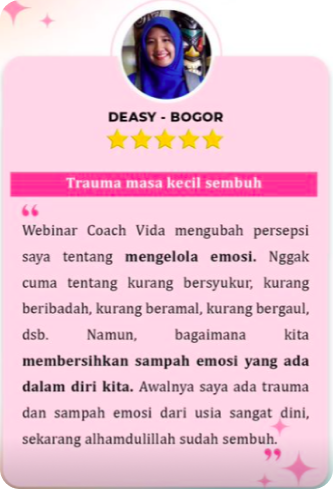 DEASY - BOGOR
Trauma masa kecil sembuh
“
Webinar Coach Vida mengubah persepsi
saya tentang mengelola emosi. Nggak
cuma tentang kurang bersyukur, kurang
beribadah, kurang beramal, kurang bergaul,
dsb. Namun, bagaimana kita
membersihkan sampah emosi yang ada
dalam diri kita. Awalnya saya ada trauma
dan sampah emosi dari usia sangat dini,
sekarang alhamdulillah sudah sembuh.
”